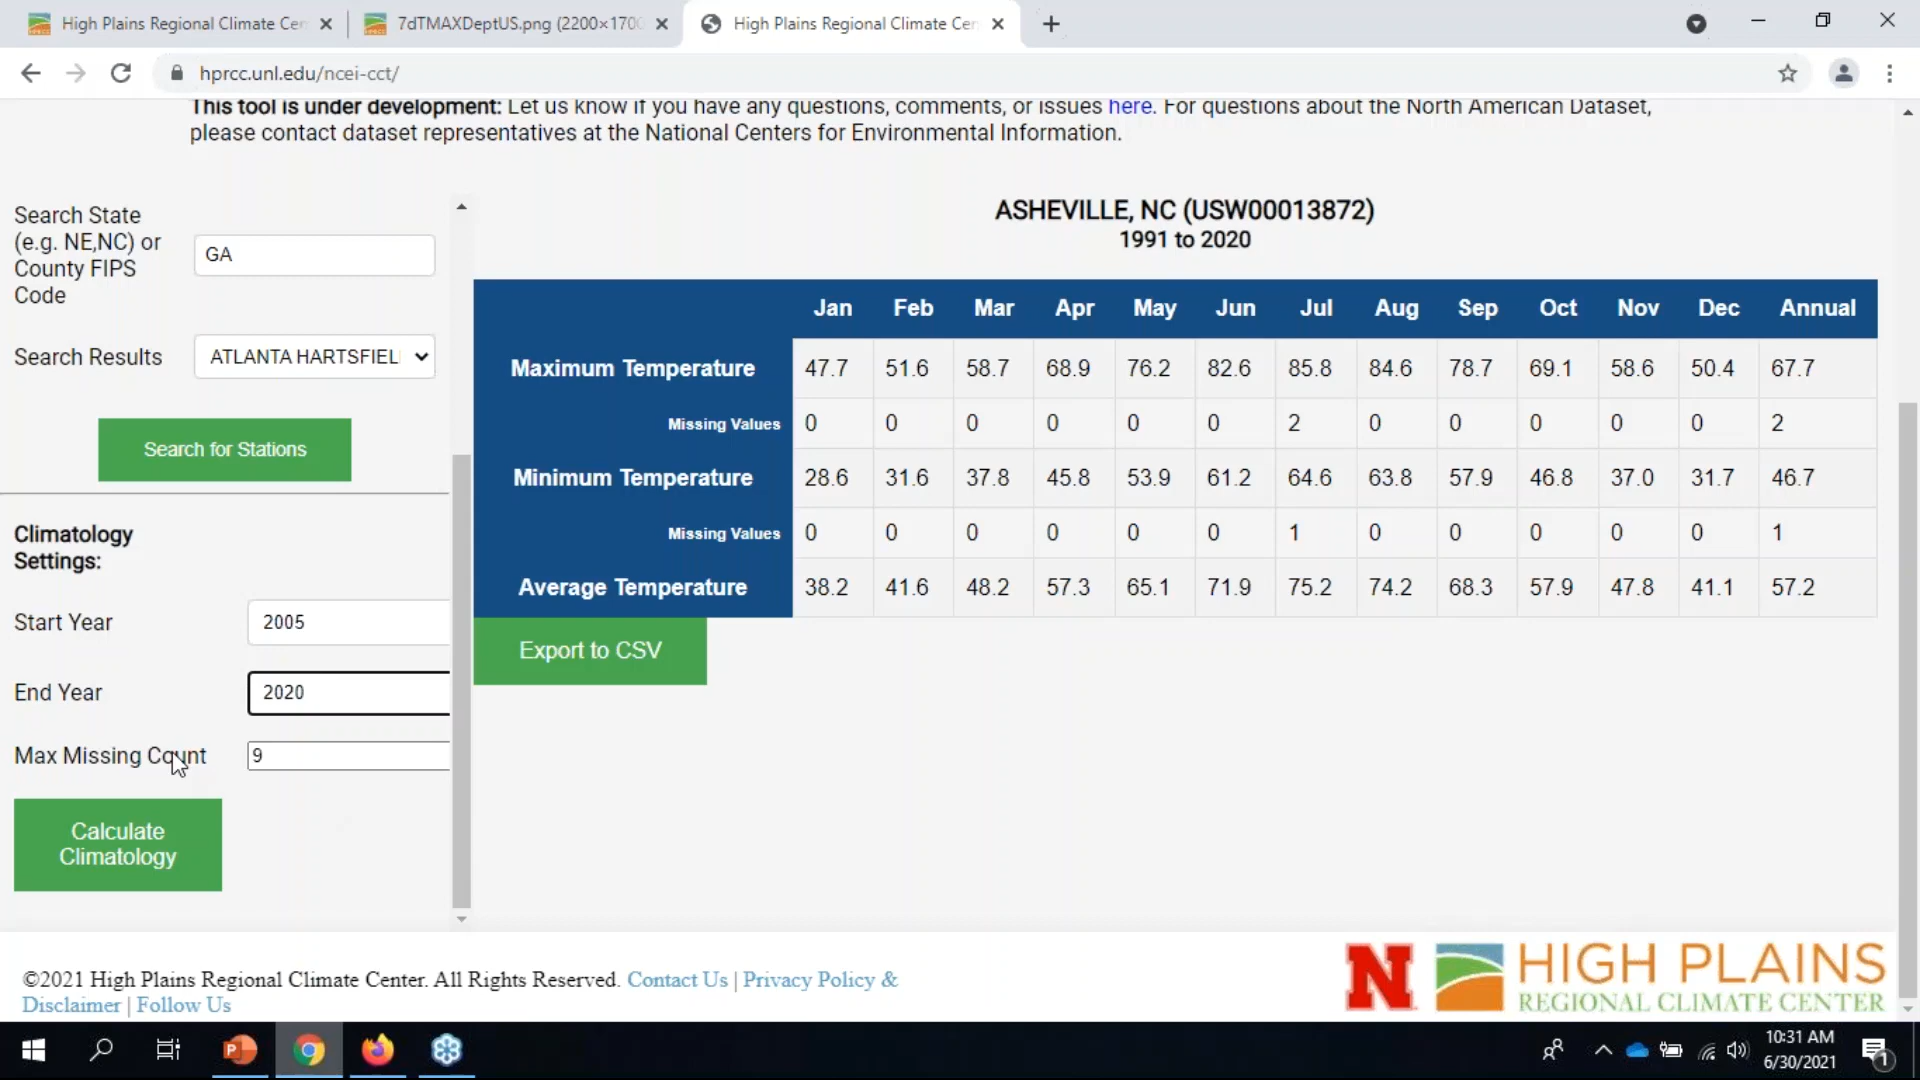 High Plains Regional Climate Cen
7dTMAXDeptUS.png (2200×1700
High Plains Regional Climate Cen
hprcc.unl.edu/ncei-cct/
This tool is under development: Let us know if you have any questions, comments, or issues here. For questions about the North American Dataset,
please contact dataset representatives at the National Centers for Environmental Information.
Search State
(e.g. NE,NC) or
County FIPS
Code
GA
Search Results
ATLANTA HARTSFIEL
Search for Stations
Climatology
Settings:
Start Year
2005
End Year
2020
Max Missing Count
9
Calculate
Climatology
ASHEVILLE, NC (USW00013872)
1991 to 2020
Jan Feb Mar Apr May Jun Jul Aug Sep Oct Nov Dec Annual
Maximum Temperature 47.7 51.6 58.7 68.9 76.2 82.6 85.8 84.6 78.7 69.1 58.6 50.4 67.7
Missing Values 0 0 0 0 0 0 2 0 0 0 0 0 2
Minimum Temperature 28.6 31.6 37.8 45.8 53.9 61.2 64.6 63.8 57.9 46.8 37.0 31.7 46.7
Missing Values 0 0 0 0 0 0 1 0 0 0 0 0 1
Average Temperature 38.2 41.6 48.2 57.3 65.1 71.9 75.2 74.2 68.3 57.9 47.8 41.1 57.2
Export to CSV
©2021 High Plains Regional Climate Center. All Rights Reserved. Contact Us | Privacy Policy &
Disclaimer | Follow Us
N
HIGH PLAINS
REGIONAL CLIMATE CENTER
10:31 AM
6/30/2021
1